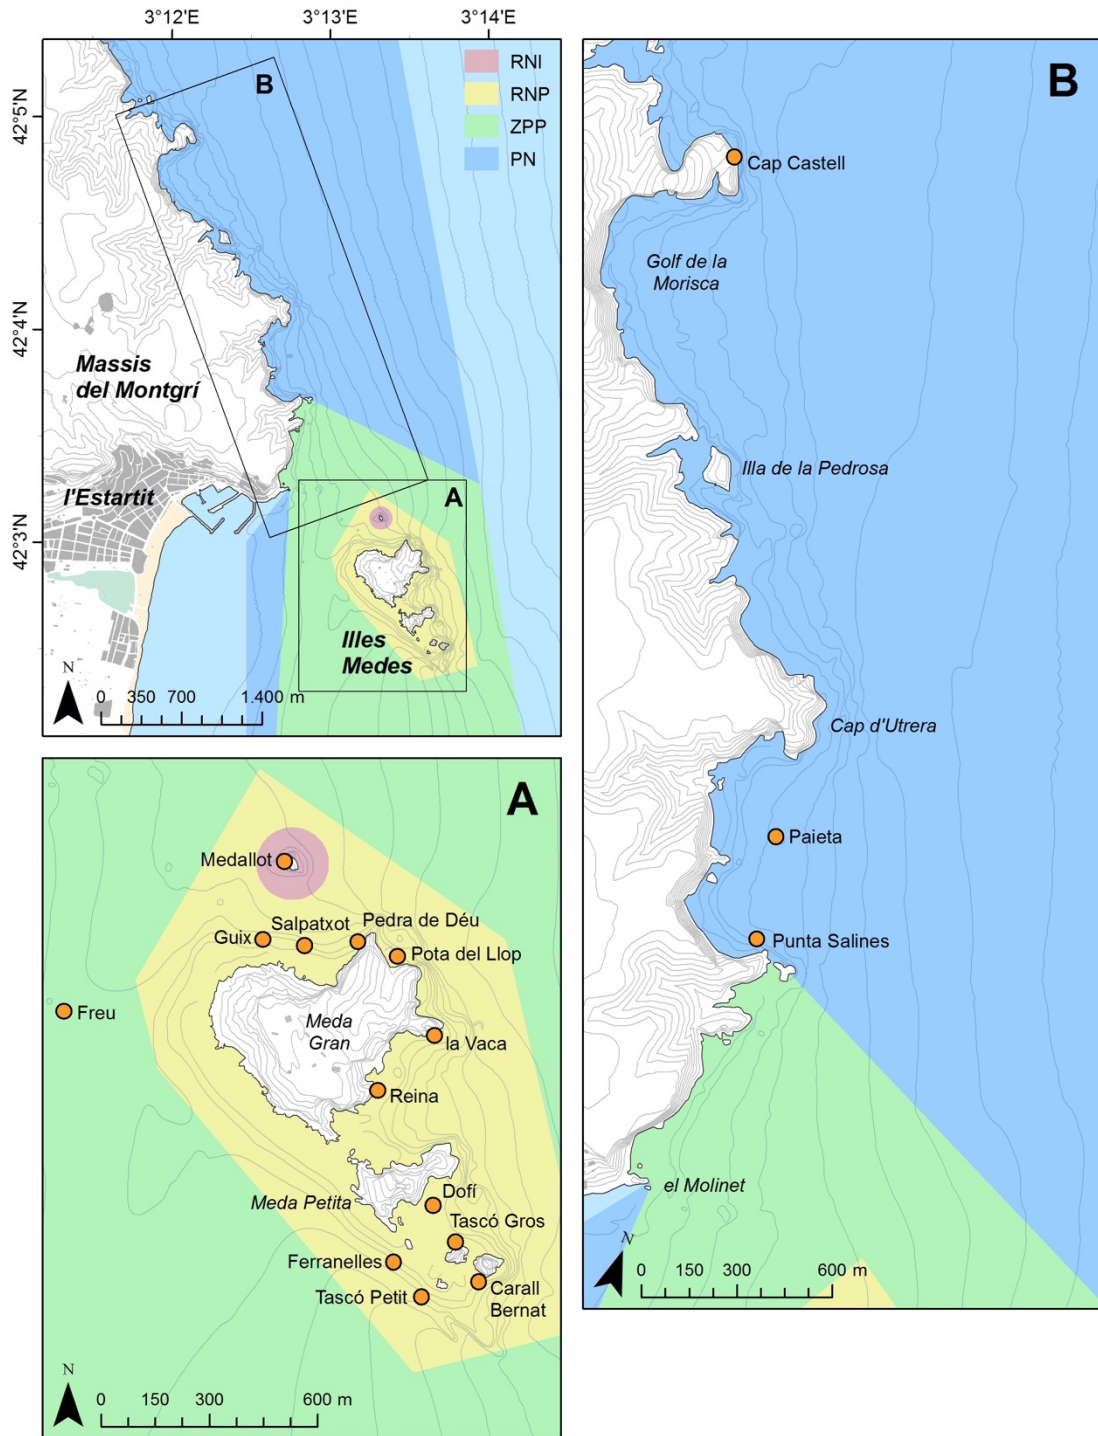 3°12'E
3°13'E
3°14'E
42°5'N
42°4'N
42°3'N
RNI
RNP
ZPP
PN
B
Massis
del Montgrí
l'Estartit
A
Illes
Medes
N
0 350 700 1.400 m
A
Medallot
Guix
Salpatxot
Pedra de Déu
Pota del Llop
Freu
Meda
Gran
la Vaca
Reina
Meda Petita
Dofí
Tascó Gros
Ferranelles
Tascó Petit
Carall
Bernat
N
0 150 300 600 m
B
Cap Castell
Golf de la
Morisca
Illa de la Pedrosa
Cap d'Utrera
Paieta
Punta Salines
el Molinet
N
0 150 300 600 m